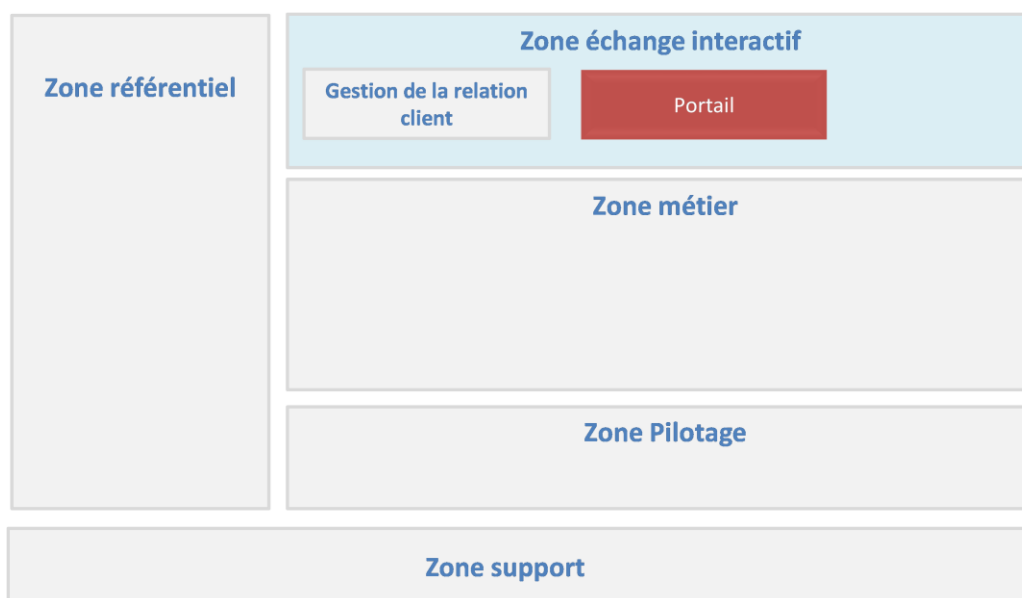 Zone référentiel
Zone échange interactif
Gestion de la relation
client
Portail
Zone métier
Zone Pilotage
Zone support